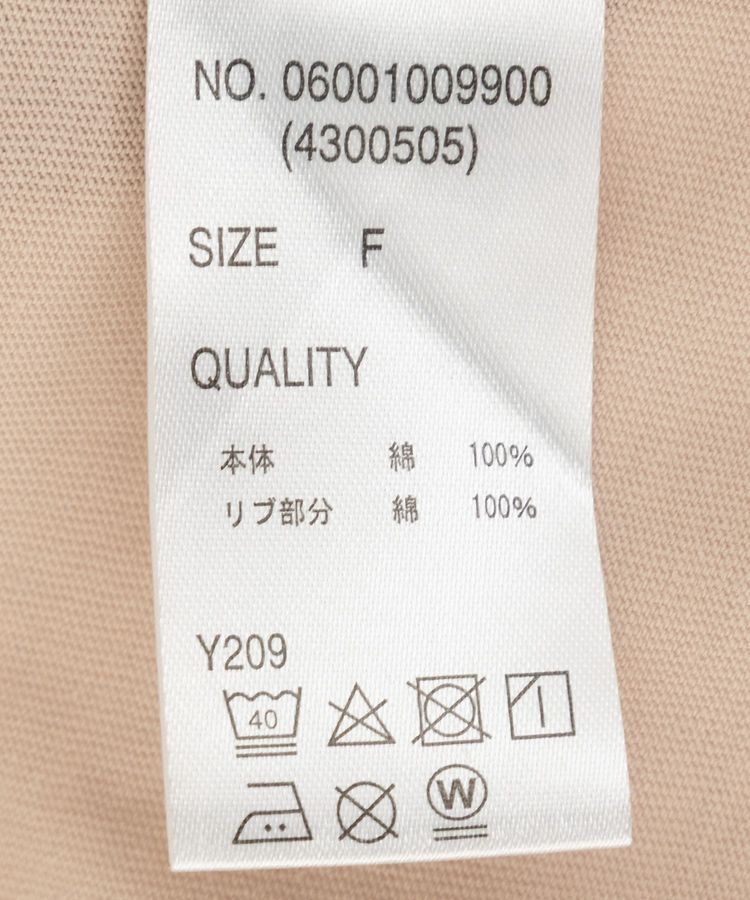 NO. 06001009900
(4300505)
SIZE F
QUALITY
本体 綿 100%
リブ部分 綿 100%
Y209
40
W